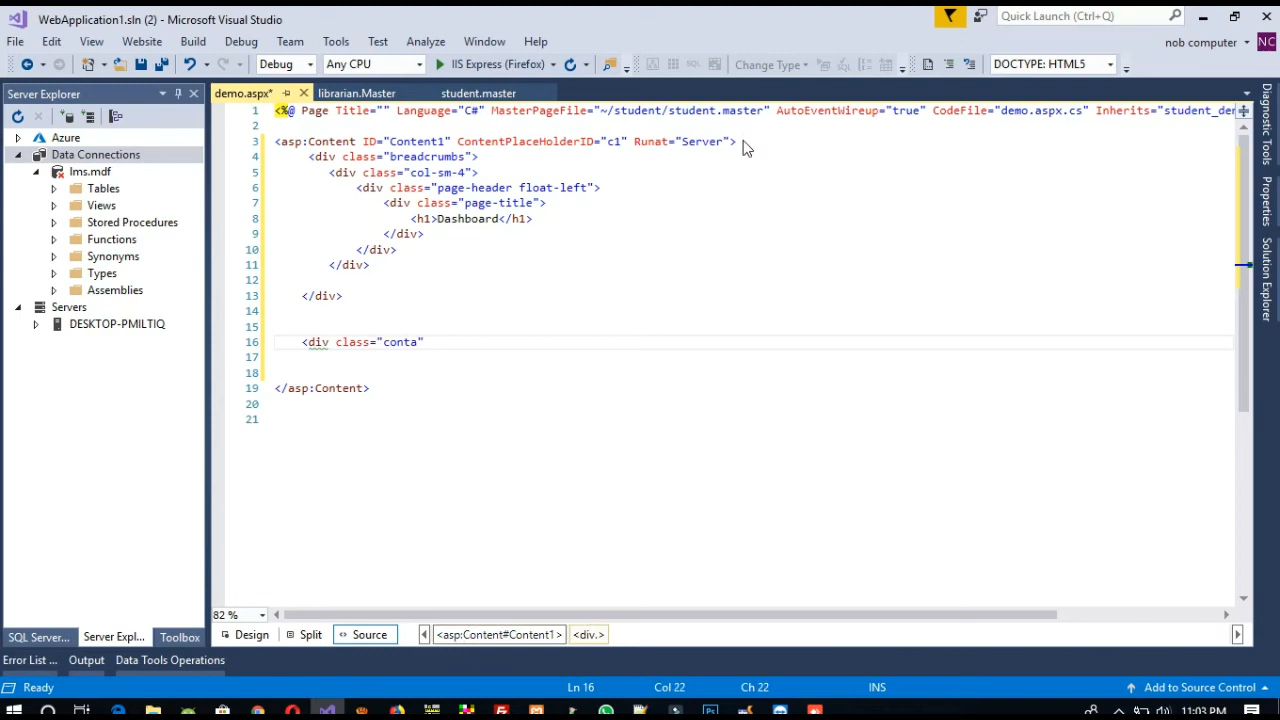 WebApplication1.sln (2) - Microsoft Visual Studio
Quick Launch (Ctrl+Q)
File Edit View Website Build Debug Team Tools Test Analyze Window Help
nob computer NC
Debug Any CPU IIS Express (Firefox) Change Type DOCTYPE: HTML5
Server Explorer
demo.aspx* librarian.Master student.master
Azure
Data Connections
lms.mdf
Tables
Views
Stored Procedures
Functions
Synonyms
Types
Assemblies
Servers
DESKTOP-PMILTIQ
1 <%@ Page Title="" Language="C#" MasterPageFile="~/student/student.master" AutoEventWireup="true" CodeFile="demo.aspx.cs" Inherits="student_de
2
3 <asp:Content ID="Content1" ContentPlaceHolderID="c1" Runat="Server">
4 <div class="breadcrumbs">
5 <div class="col-sm-4">
6 <div class="page-header float-left">
7 <div class="page-title">
8 <h1>Dashboard</h1>
9 </div>
10 </div>
11 </div>
12
13 </div>
14
15
16 <div class="conta"
17
18
19 </asp:Content>
20
21
Diagnostic Tools
Properties
Solution Explorer
82 %
Design Split Source <asp:Content#Content1> <div.>
SQL Server... Server Expl... Toolbox
Error List ... Output Data Tools Operations
Ready Ln 16 Col 22 Ch 22 INS Add to Source Control
11:03 PM